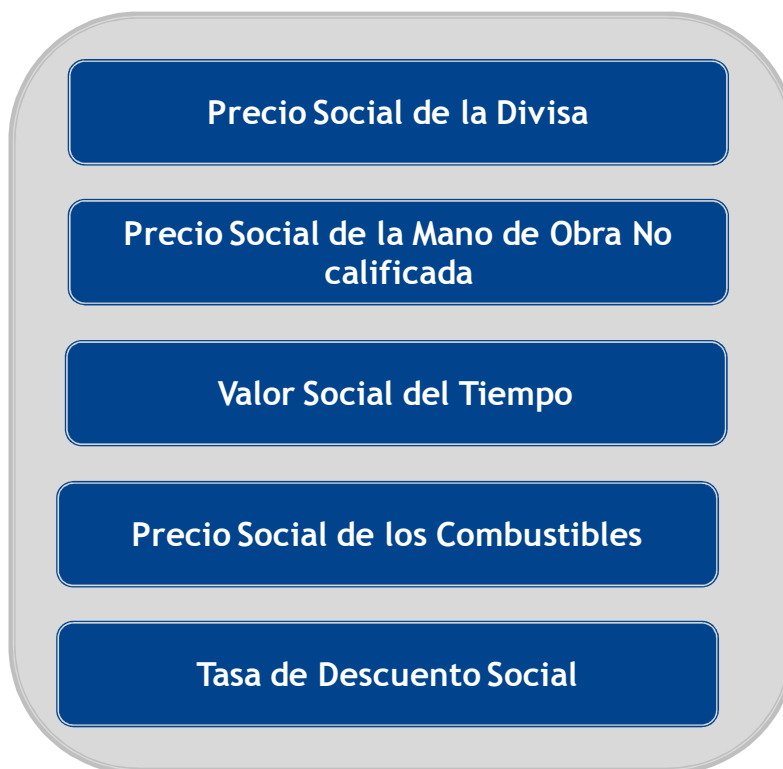 Precio Social de la Divisa
Precio Social de la Mano de Obra No
calificada
Valor Social del Tiempo
Precio Social de los Combustibles
Tasa de Descuento Social